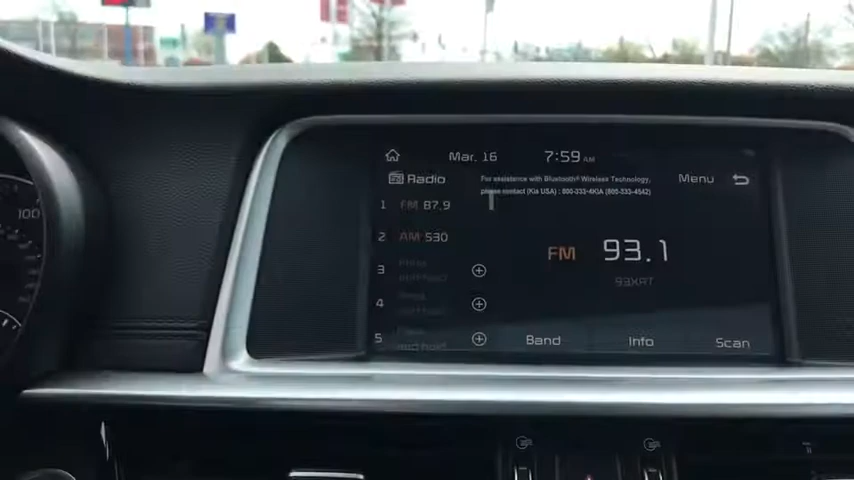 Mar. 16 7:59 AM
Radio Menu
For assistance with Bluetooth® Wireless Technology,
please contact (Kia USA) : 800-333-4KIA (800-333-4542)
1 FM 87.9
2 AM 530
FM 93.1
93XRT
3
4
5
Band Info Scan
100